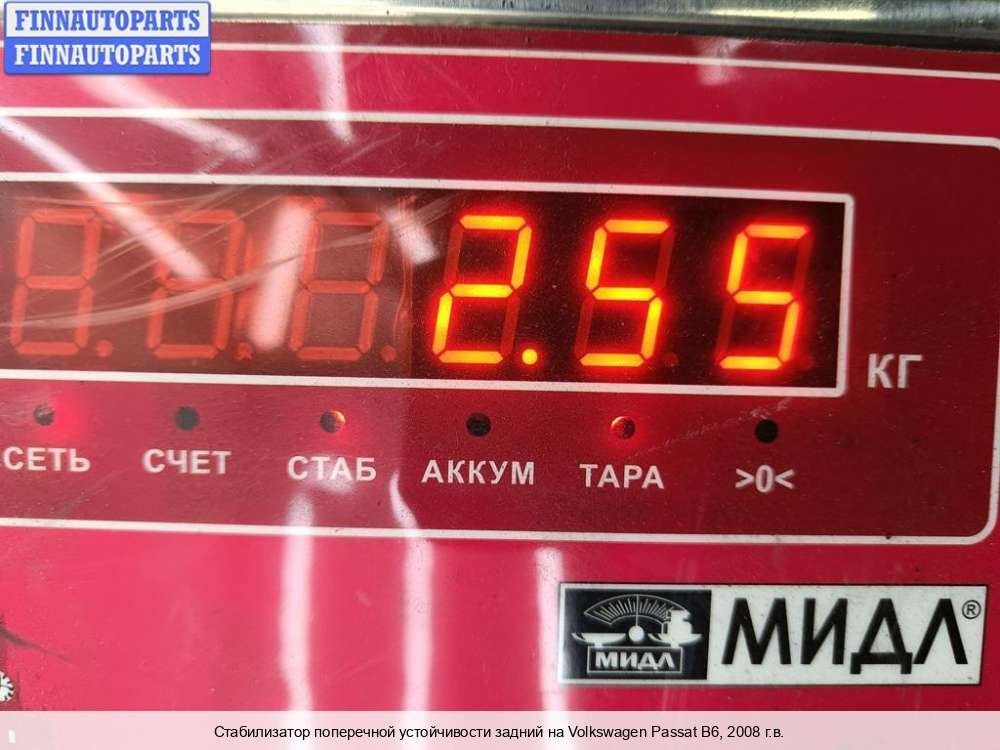 FINNAUTOPARTS
FINNAUTOPARTS
2.55
КГ
СЕТЬ СЧЕТ СТАБ АККУМ ТАРА >0<
МИДЛ МИДЛ®
Стабилизатор поперечной устойчивости задний на Volkswagen Passat B6, 2008 г.в.